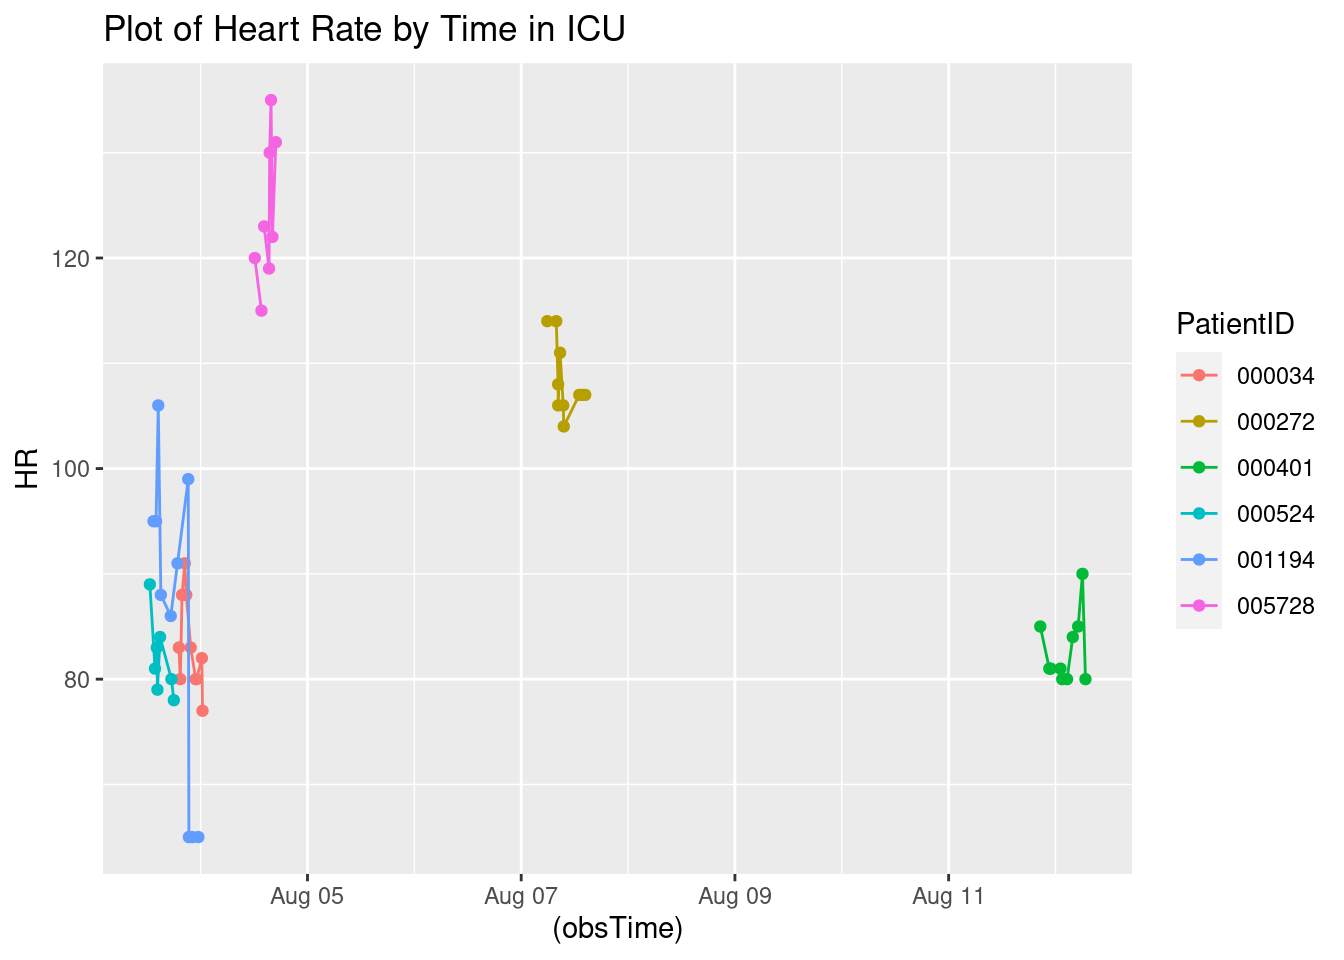 Plot of Heart Rate by Time in ICU
HR
120
100
80
Aug 05 Aug 07 Aug 09 Aug 11
(obsTime)
PatientID
000034
000272
000401
000524
001194
005728